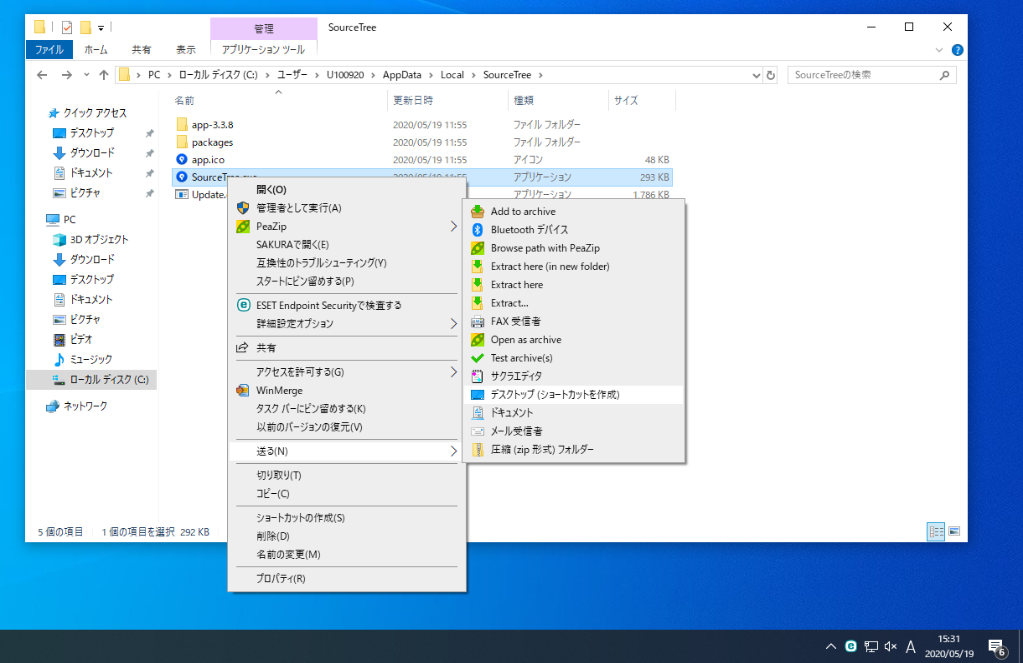 管理
SourceTree
ファイル
ホーム
共有
表示
アプリケーション ツール
PC
ローカル ディスク (C:)
ユーザー
U100920
AppData
Local
SourceTree
SourceTreeの検索
名前
更新日時
種類
サイズ
クイック アクセス
デスクトップ
ダウンロード
ドキュメント
ピクチャ
PC
3D オブジェクト
ダウンロード
デスクトップ
ドキュメント
ピクチャ
ビデオ
ミュージック
ローカル ディスク (C:)
ネットワーク
app-3.3.8 2020/05/19 11:55 ファイル フォルダー
packages 2020/05/19 11:55 ファイル フォルダー
app.ico 2020/05/19 11:55 アイコン 48 KB
アプリケーション 293 KB
アプリケーション 1,786 KB
開く(O)
管理者として実行(A)
PeaZip
SAKURAで開く(E)
互換性のトラブルシューティング(Y)
スタートにピン留めする(P)
ESET Endpoint Securityで検査する
詳細設定オプション
共有
アクセスを許可する(G)
WinMerge
タスク バーにピン留めする(K)
以前のバージョンの復元(V)
送る(N)
切り取り(T)
コピー(C)
ショートカットの作成(S)
削除(D)
名前の変更(M)
プロパティ(R)
Add to archive
Bluetooth デバイス
Browse path with PeaZip
Extract here (in new folder)
Extract here
Extract...
FAX 受信者
Open as archive
Test archive(s)
サクラエディタ
デスクトップ (ショートカットを作成)
ドキュメント
メール受信者
圧縮 (zip 形式) フォルダー
5 個の項目
1 個の項目を選択 292 KB
A
15:31
2020/05/19
6